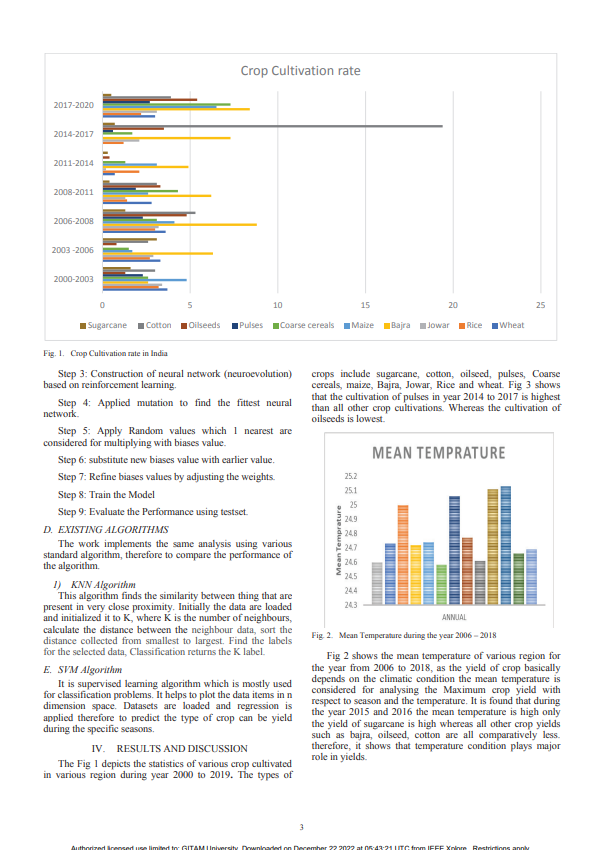 Crop Cultivation rate
2017-2020
2014-2017
2011-2014
2008-2011
2006-2008
2003 -2006
2000-2003
0 5 10 15 20 25
Sugarcane Cotton Oilseeds Pulses Coarse cereals Maize Bajra Jowar Rice Wheat
Fig. 1. Crop Cultivation rate in India
Step 3: Construction of neural network (neuroevolution)
based on reinforcement learning.
Step 4: Applied mutation to find the fittest neural
network.
Step 5: Apply Random values which 1 nearest are
considered for multiplying with biases value.
Step 6: substitute new biases value with earlier value.
Step 7: Refine biases values by adjusting the weights.
Step 8: Train the Model
Step 9: Evaluate the Performance using testset.
D. EXISTING ALGORITHMS
The work implements the same analysis using various
standard algorithm, therefore to compare the performance of
the algorithm.
1) KNN Algorithm
This algorithm finds the similarity between thing that are
present in very close proximity. Initially the data are loaded
and initialized it to K, where K is the number of neighbours,
calculate the distance between the neighbour data, sort the
distance collected from smallest to largest. Find the labels
for the selected data, Classification returns the K label.
E. SVM Algorithm
It is supervised learning algorithm which is mostly used
for classification problems. It helps to plot the data items in n
dimension space. Datasets are loaded and regression is
applied therefore to predict the type of crop can be yield
during the specific seasons.
IV. RESULTS AND DISCUSSION
The Fig 1 depicts the statistics of various crop cultivated
in various region during year 2000 to 2019. The types of
crops include sugarcane, cotton, oilseed, pulses, Coarse
cereals, maize, Bajra, Jowar, Rice and wheat. Fig 3 shows
that the cultivation of pulses in year 2014 to 2017 is highest
than all other crop cultivations. Whereas the cultivation of
oilseeds is lowest.
MEAN TEMPRATURE
25.2
25.1
25
24.9
24.8
24.7
24.6
24.5
24.4
24.3
Mean Temprature
ANNUAL
Fig. 2. Mean Temperature during the year 2006 – 2018
Fig 2 shows the mean temperature of various region for
the year from 2006 to 2018, as the yield of crop basically
depends on the climatic condition the mean temperature is
considered for analysing the Maximum crop yield with
respect to season and the temperature. It is found that during
the year 2015 and 2016 the mean temperature is high only
the yield of sugarcane is high whereas all other crop yields
such as bajra, oilseed, cotton are all comparatively less.
therefore, it shows that temperature condition plays major
role in yields.
3
Authorized licensed use limited to: GITAM University. Downloaded on December 22,2022 at 05:43:21 UTC from IEEE Xplore. Restrictions apply.